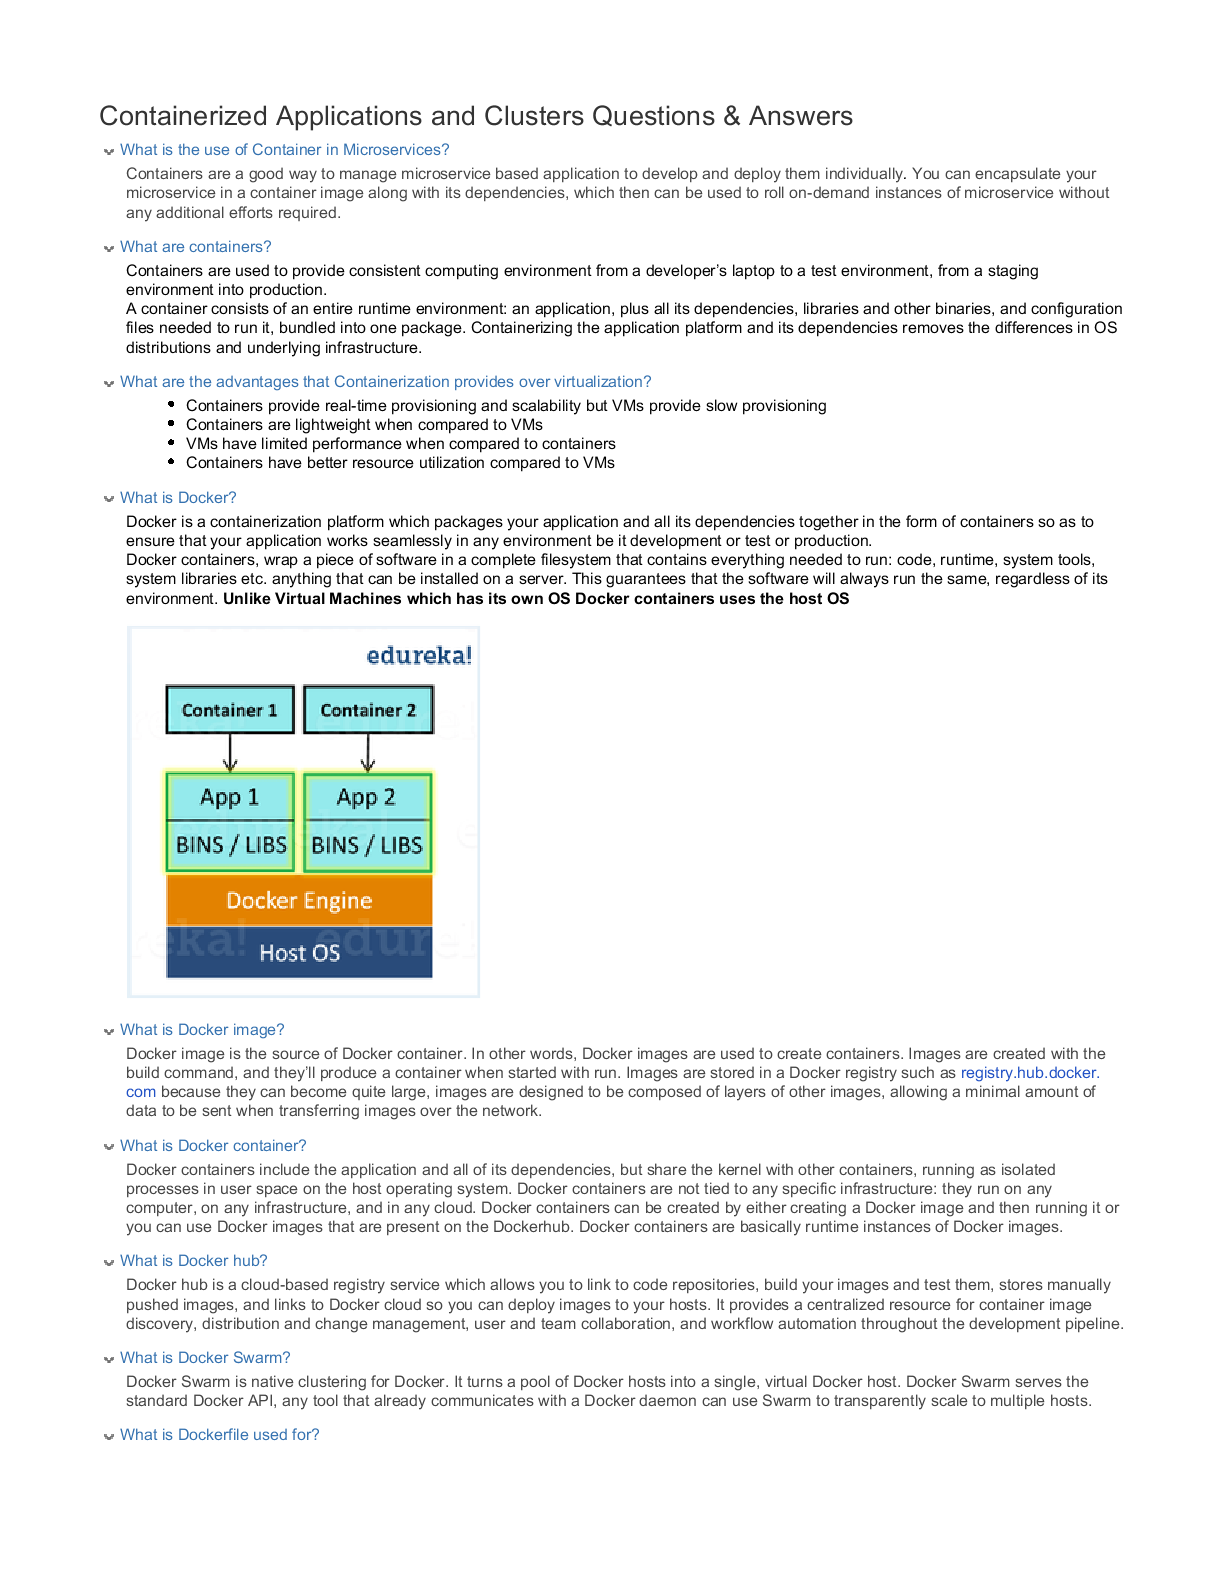 Containerized Applications and Clusters Questions & Answers
What is the use of Container in Microservices?
Containers are a good way to manage microservice based application to develop and deploy them individually. You can encapsulate your
microservice in a container image along with its dependencies, which then can be used to roll on-demand instances of microservice without
any additional efforts required.
What are containers?
Containers are used to provide consistent computing environment from a developer’s laptop to a test environment, from a staging
environment into production.
A container consists of an entire runtime environment: an application, plus all its dependencies, libraries and other binaries, and configuration
files needed to run it, bundled into one package. Containerizing the application platform and its dependencies removes the differences in OS
distributions and underlying infrastructure.
What are the advantages that Containerization provides over virtualization?
Containers provide real-time provisioning and scalability but VMs provide slow provisioning
Containers are lightweight when compared to VMs
VMs have limited performance when compared to containers
Containers have better resource utilization compared to VMs
What is Docker?
Docker is a containerization platform which packages your application and all its dependencies together in the form of containers so as to
ensure that your application works seamlessly in any environment be it development or test or production.
Docker containers, wrap a piece of software in a complete filesystem that contains everything needed to run: code, runtime, system tools,
system libraries etc. anything that can be installed on a server. This guarantees that the software will always run the same, regardless of its
environment. Unlike Virtual Machines which has its own OS Docker containers uses the host OS
edureka!
Container 1 Container 2
App 1 App 2
BINS / LIBS BINS / LIBS
Docker Engine
Host OS
What is Docker image?
Docker image is the source of Docker container. In other words, Docker images are used to create containers. Images are created with the
build command, and they’ll produce a container when started with run. Images are stored in a Docker registry such as registry.hub.docker.
com because they can become quite large, images are designed to be composed of layers of other images, allowing a minimal amount of
data to be sent when transferring images over the network.
What is Docker container?
Docker containers include the application and all of its dependencies, but share the kernel with other containers, running as isolated
processes in user space on the host operating system. Docker containers are not tied to any specific infrastructure: they run on any
computer, on any infrastructure, and in any cloud. Docker containers can be created by either creating a Docker image and then running it or
you can use Docker images that are present on the Dockerhub. Docker containers are basically runtime instances of Docker images.
What is Docker hub?
Docker hub is a cloud-based registry service which allows you to link to code repositories, build your images and test them, stores manually
pushed images, and links to Docker cloud so you can deploy images to your hosts. It provides a centralized resource for container image
discovery, distribution and change management, user and team collaboration, and workflow automation throughout the development pipeline.
What is Docker Swarm?
Docker Swarm is native clustering for Docker. It turns a pool of Docker hosts into a single, virtual Docker host. Docker Swarm serves the
standard Docker API, any tool that already communicates with a Docker daemon can use Swarm to transparently scale to multiple hosts.
What is Dockerfile used for?